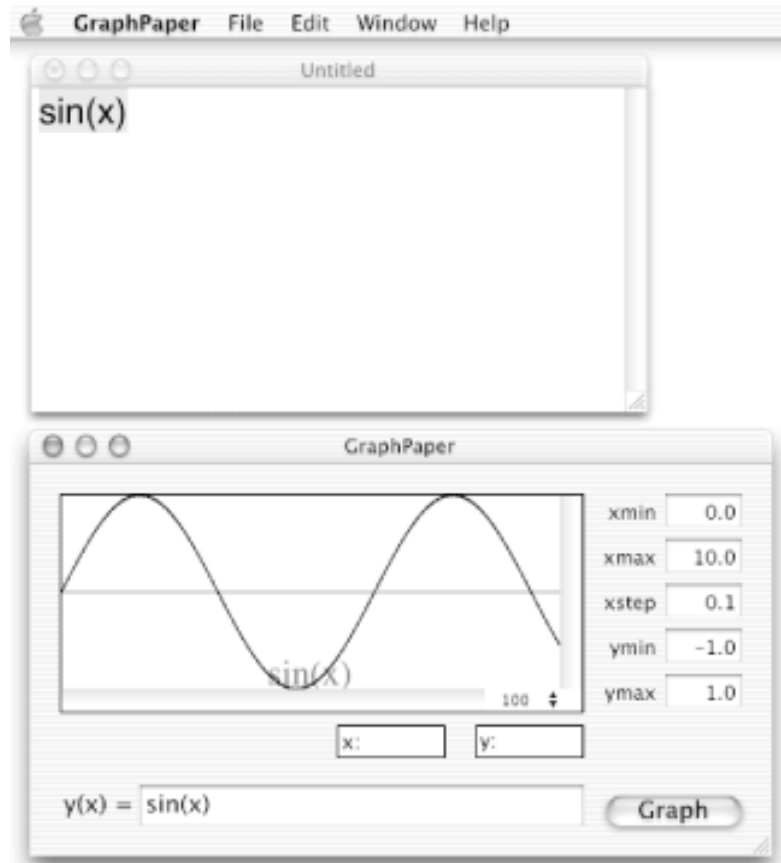 GraphPaper File Edit Window Help
Untitled
sin(x)
GraphPaper
xmin 0.0
xmax 10.0
xstep 0.1
ymin -1.0
ymax 1.0
sin(x)
100
x:
y:
y(x) = sin(x)
Graph